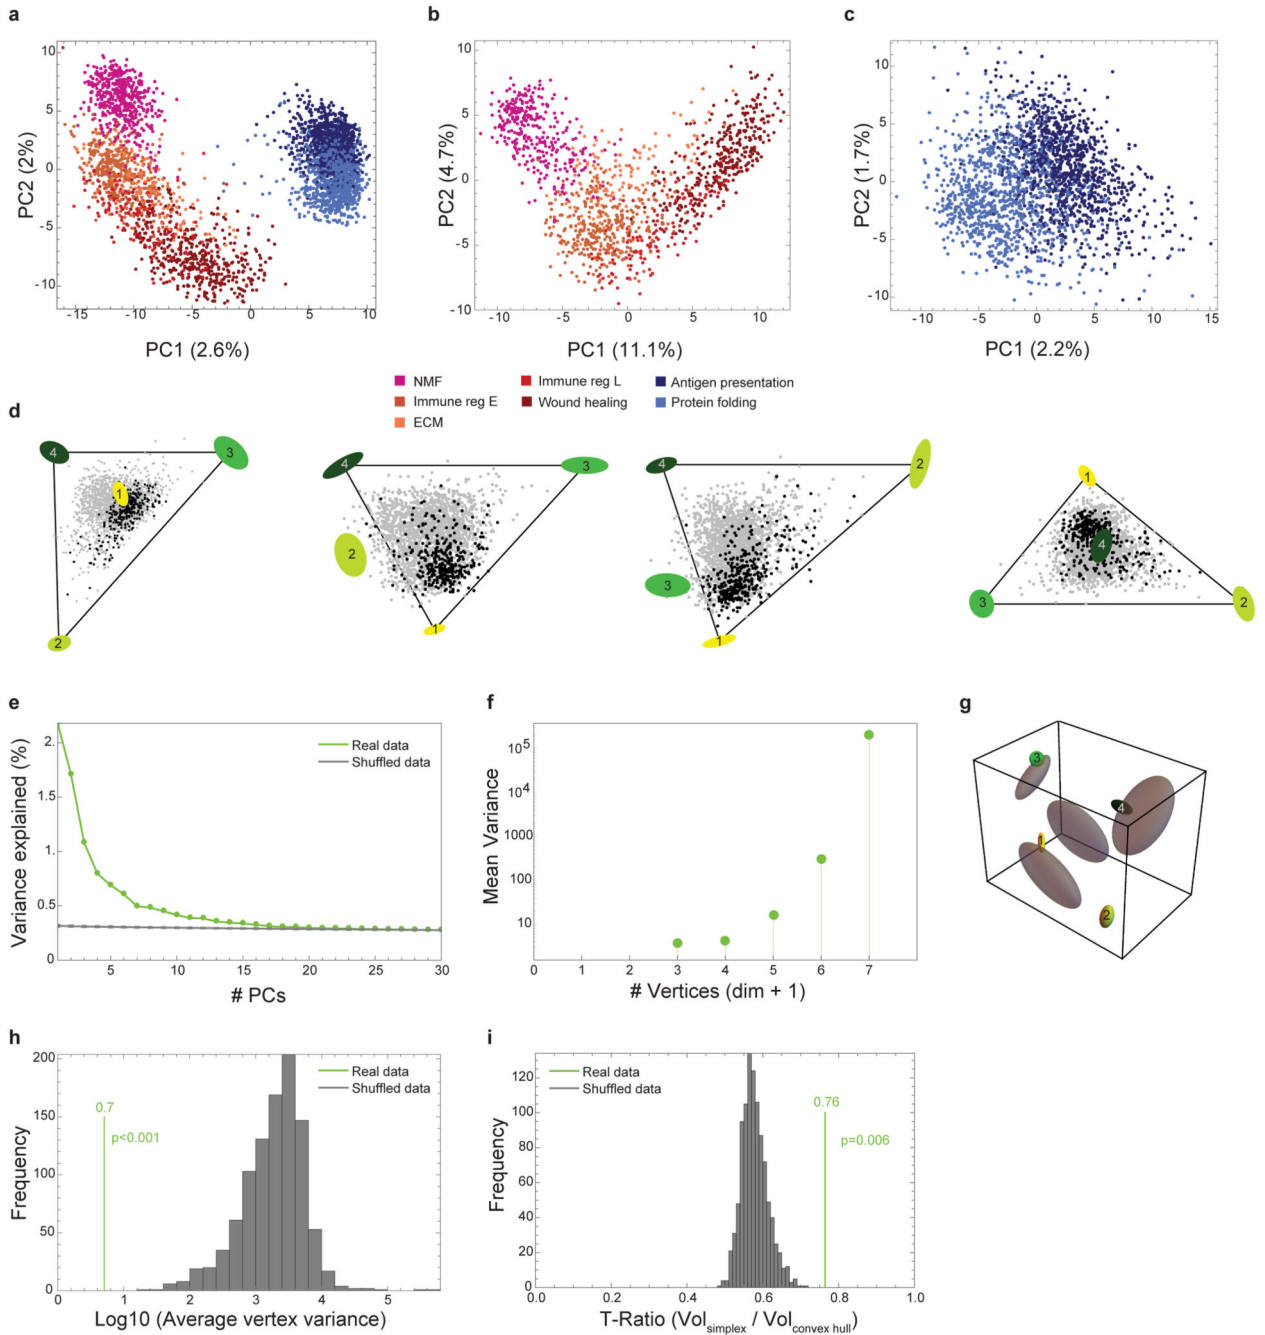 a
b
c
10
5
0
-5
-10
PC2 (2%)
-15
-10
-5
0
5
10
PC1 (2.6%)
10
5
0
-5
-10
PC2 (4.7%)
-10
-5
0
5
10
PC1 (11.1%)
10
5
0
-5
-10
PC2 (1.7%)
-10
-5
0
5
10
15
PC1 (2.2%)
NMF
Immune reg E
ECM
Immune reg L
Wound healing
Antigen presentation
Protein folding
d
4
3
1
2
4
3
2
1
4
2
3
1
1
4
3
2
e
2.
1.5
1.
0.5
0
Variance explained (%)
Real data
Shuffled data
5
10
15
20
25
30
# PCs
f
10^5
10^4
1000
100
10
Mean Variance
0
1
2
3
4
5
6
7
# Vertices (dim + 1)
g
3
4
1
2
h
200
150
100
50
0
Frequency
Real data
Shuffled data
0.7
p<0.001
0
1
2
3
4
5
Log10 (Average vertex variance)
i
120
100
80
60
40
20
0
Frequency
Real data
Shuffled data
0.76
p=0.006
0.0
0.2
0.4
0.6
0.8
1.0
T-Ratio (Vol simplex / Vol convex hull)